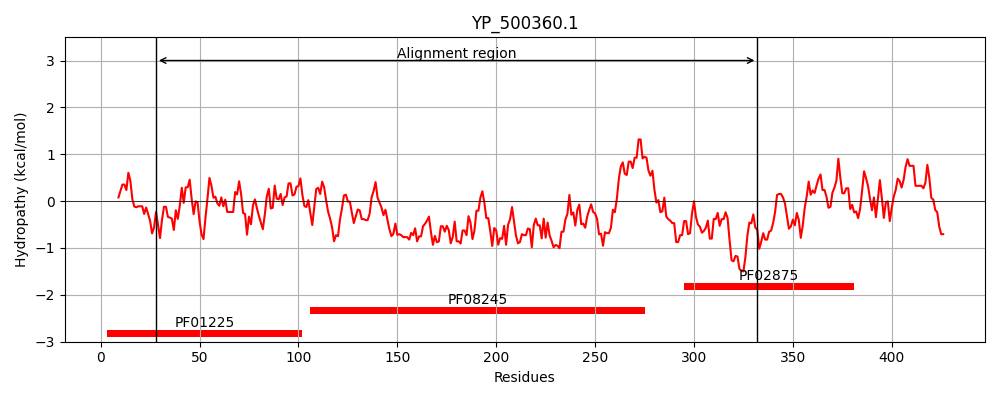 YP_500360.1
Alignment region
Hydropathy (kcal/mol)
3
2
1
0
−1
−2
−3
PF02875
PF08245
PF01225
0
50
100
150
200
250
300
350
400
Residues